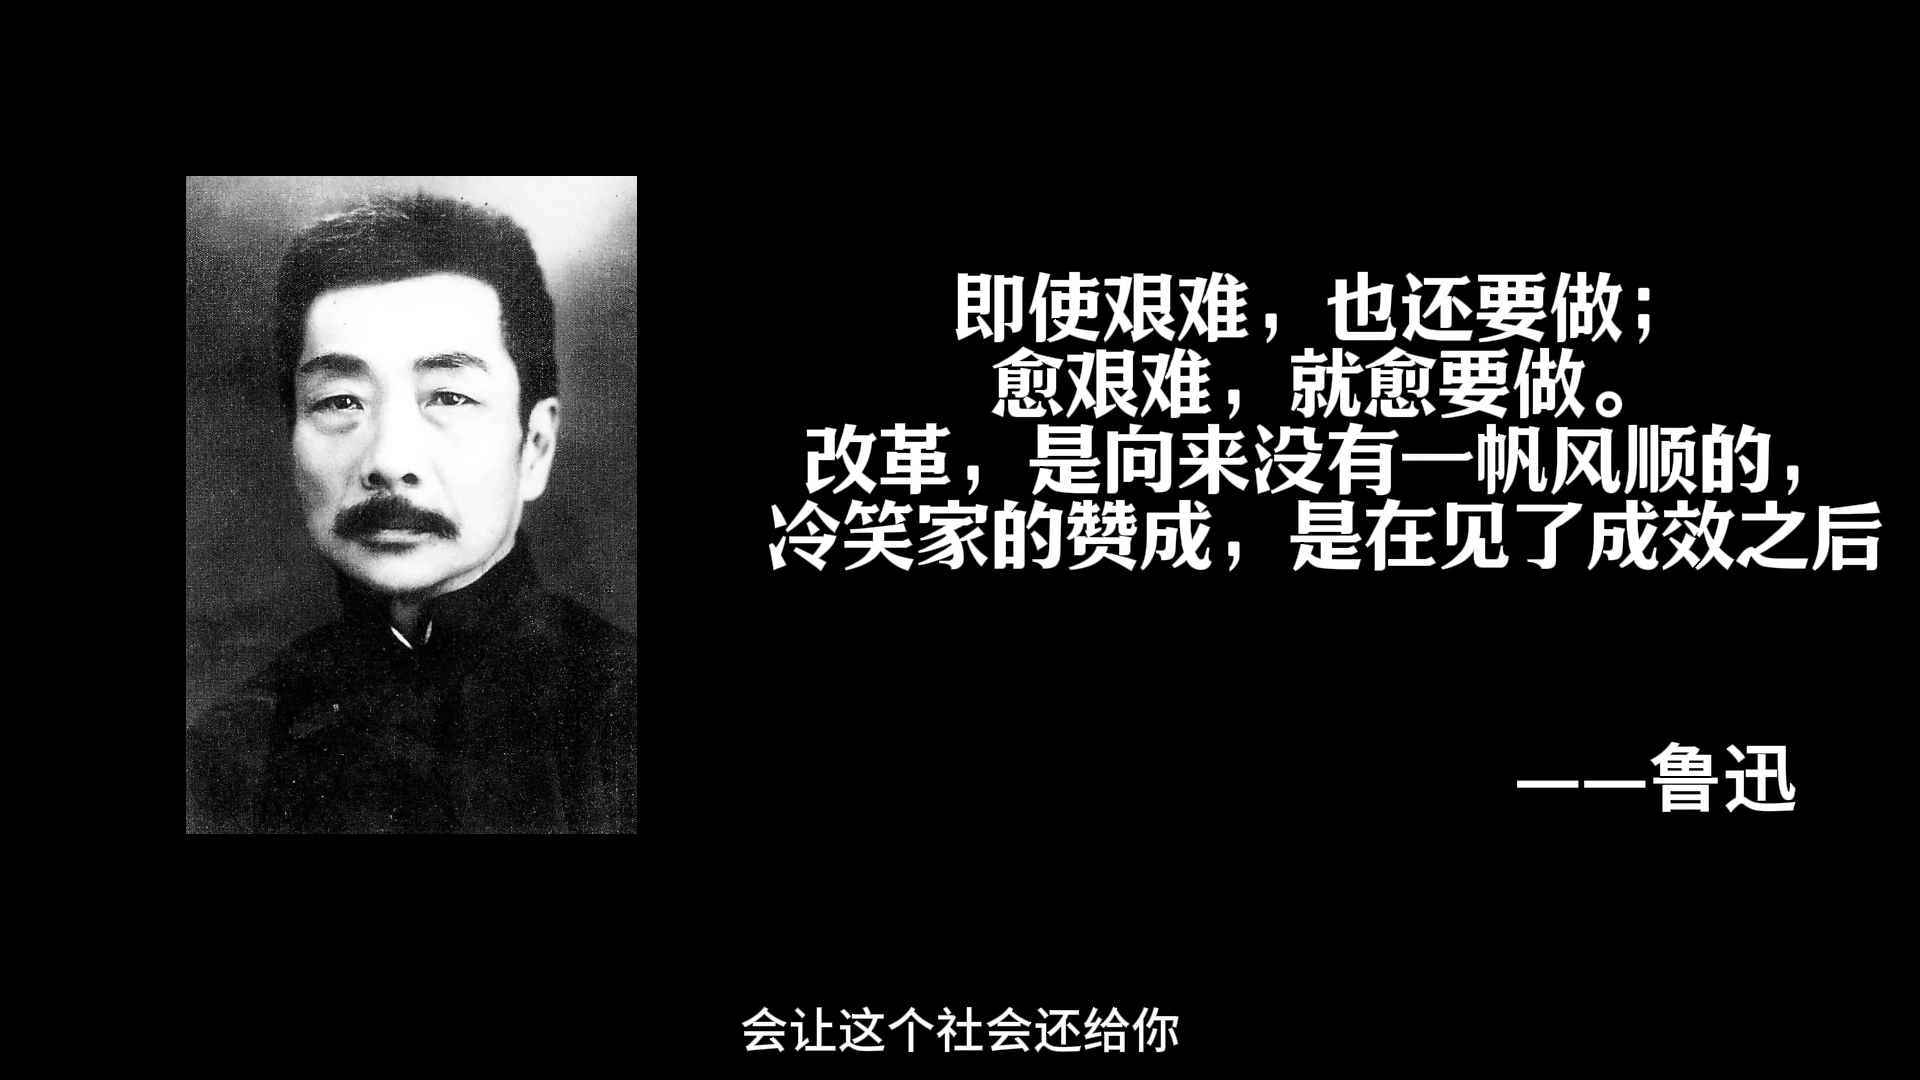 即使艰难，也还要做；
愈艰难，就愈要做。
改革，是向来没有一帆风顺的，
冷笑家的赞成，是在见了成效之后
——鲁迅
会让这个社会还给你